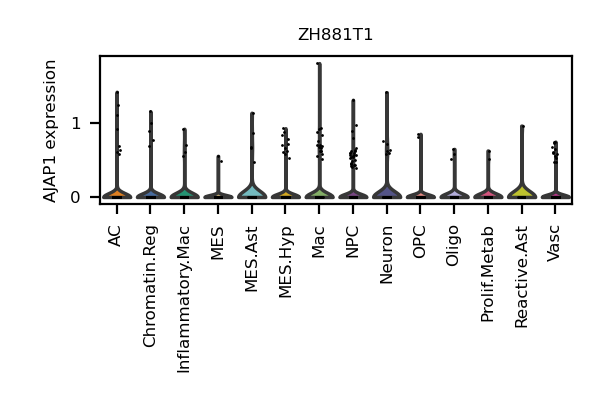 ZH881T1
AJAP1 expression
1
0
AC
Chromatin.Reg
Inflammatory.Mac
MES
MES.Ast
MES.Hyp
Mac
NPC
Neuron
OPC
Oligo
Prolif.Metab
Reactive.Ast
Vasc